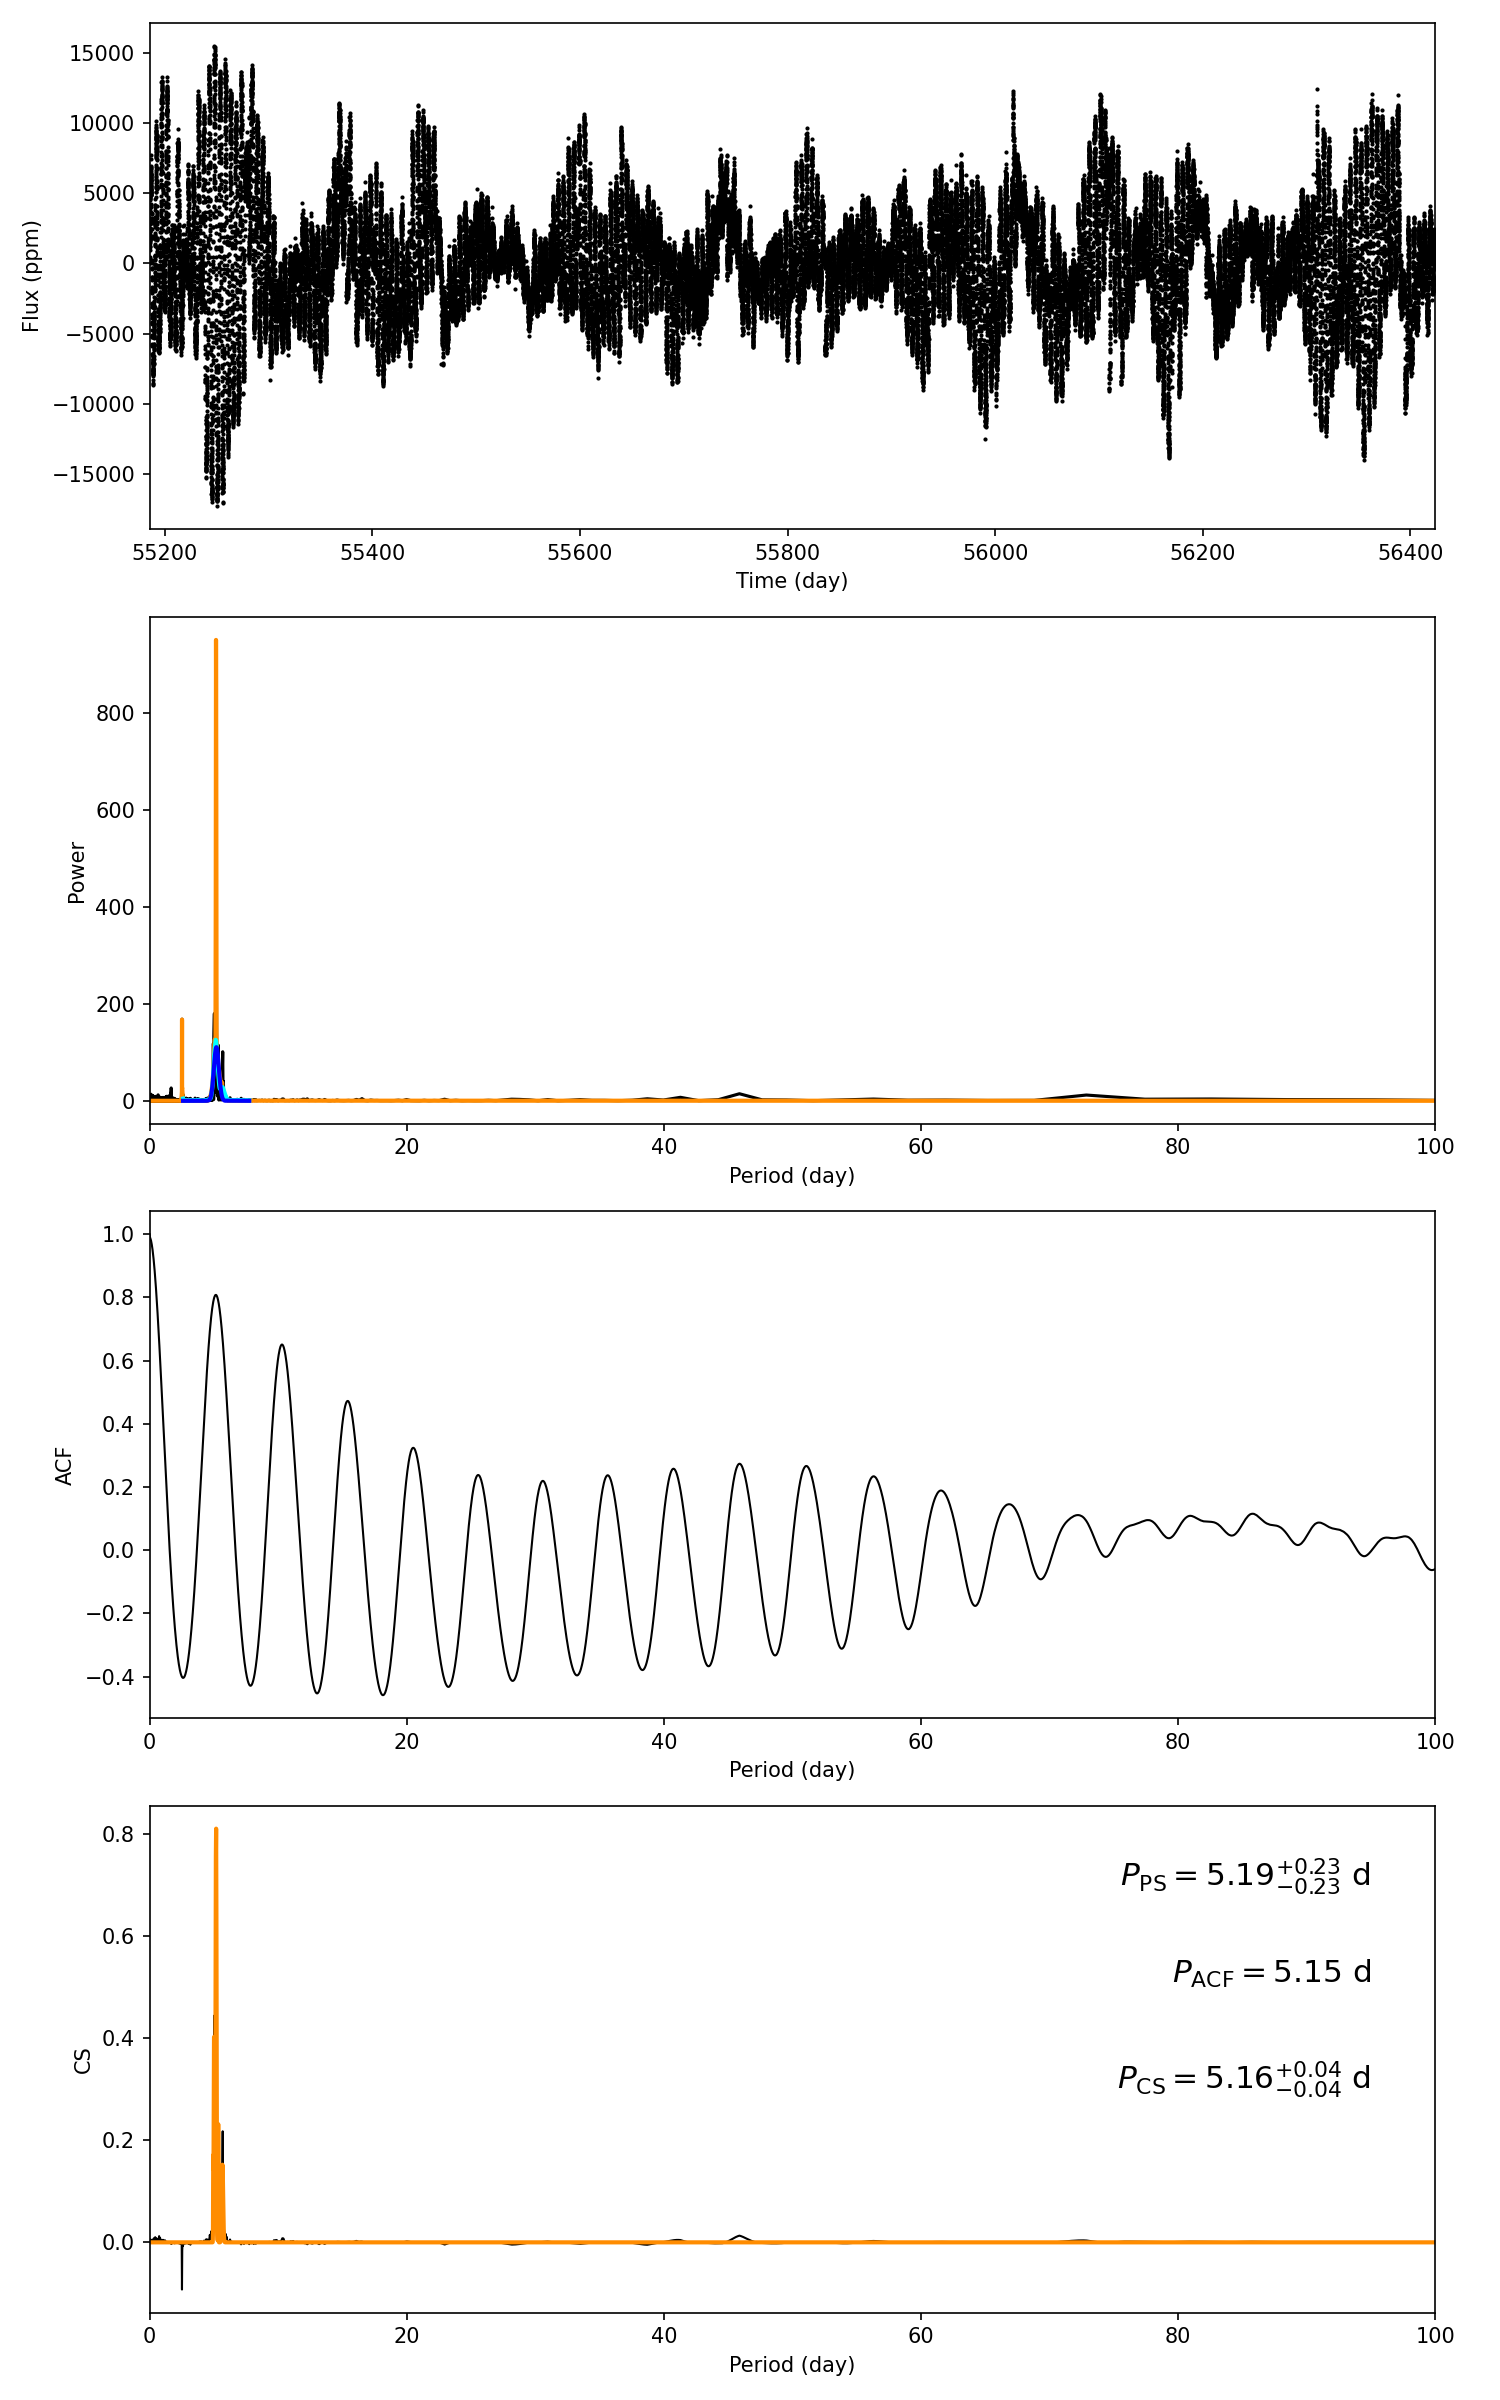 15000
10000
5000
0
−5000
−10000
−15000
Flux (ppm)
55200 55400 55600 55800 56000 56200 56400
Time (day)
800
600
400
200
0
Power
0 20 40 60 80 100
Period (day)
1.0
0.8
0.6
0.4
0.2
0.0
−0.2
−0.4
ACF
0 20 40 60 80 100
Period (day)
0.8
0.6
0.4
0.2
0.0
CS
P_PS = 5.19 +0.23 −0.23 d
P_ACF = 5.15 d
P_CS = 5.16 +0.04 −0.04 d
0 20 40 60 80 100
Period (day)